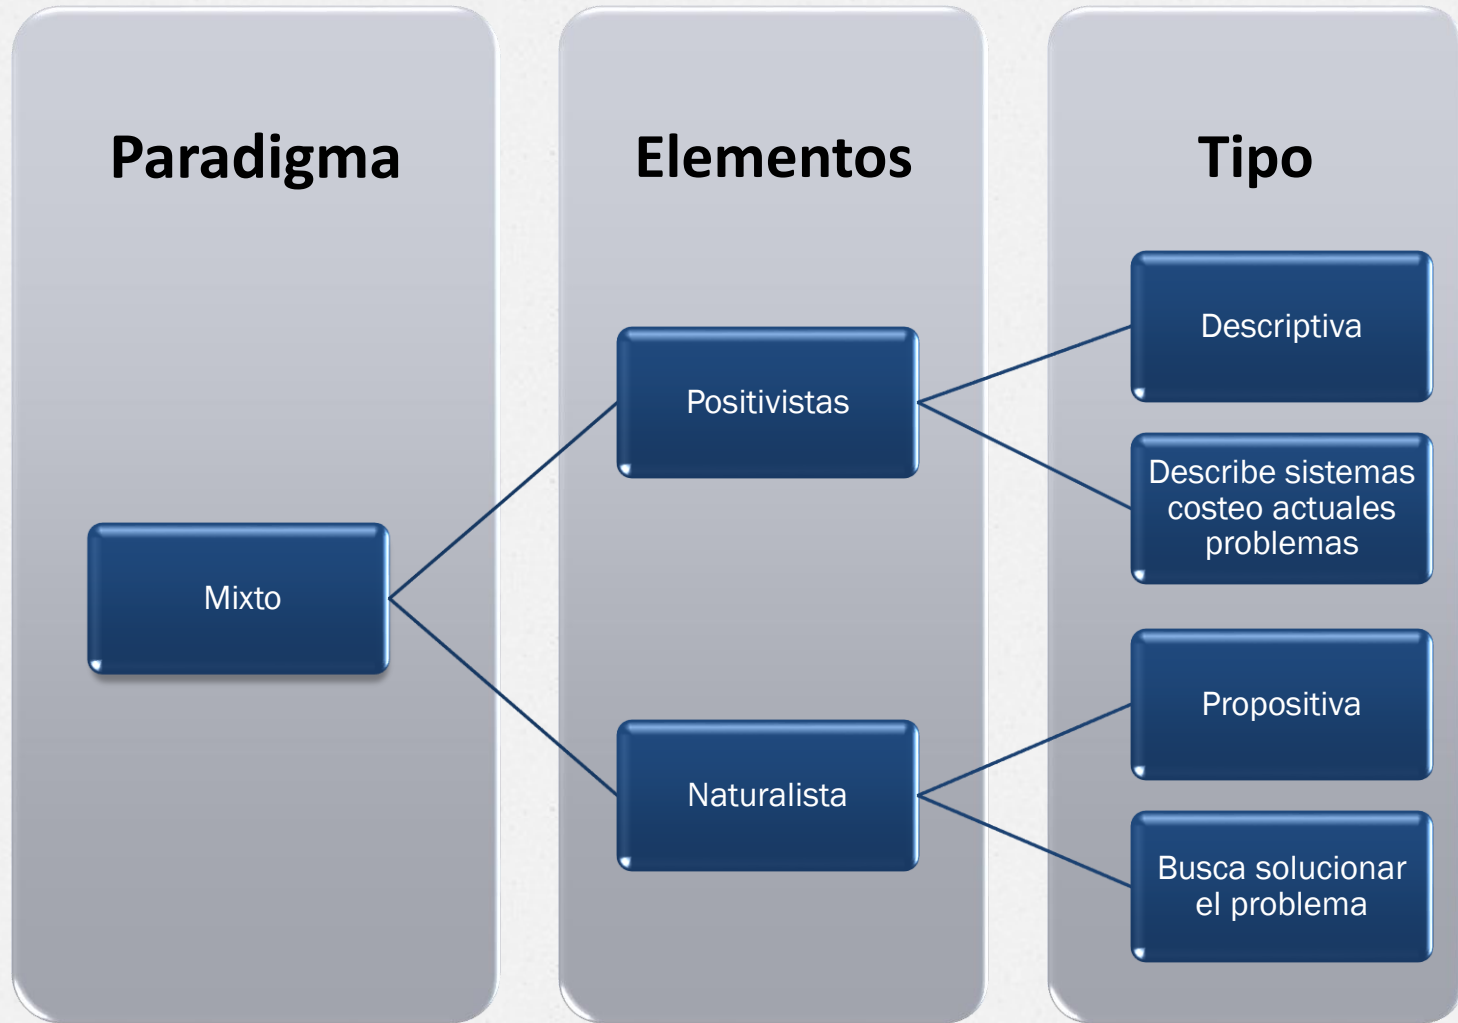 Paradigma
Elementos
Tipo
Mixto
Positivistas
Naturalista
Descriptiva
Describe sistemas
costeo actuales
problemas
Propositiva
Busca solucionar
el problema